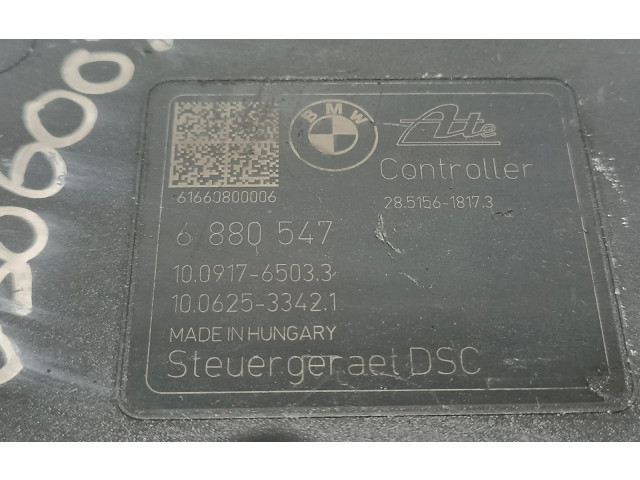 BMW
Ate
Controller
61660800006
28.5156-1817.3
6 880 547
10.0917-6503.3
10.0625-3342.1
MADE IN HUNGARY
Steuergeraet DSC